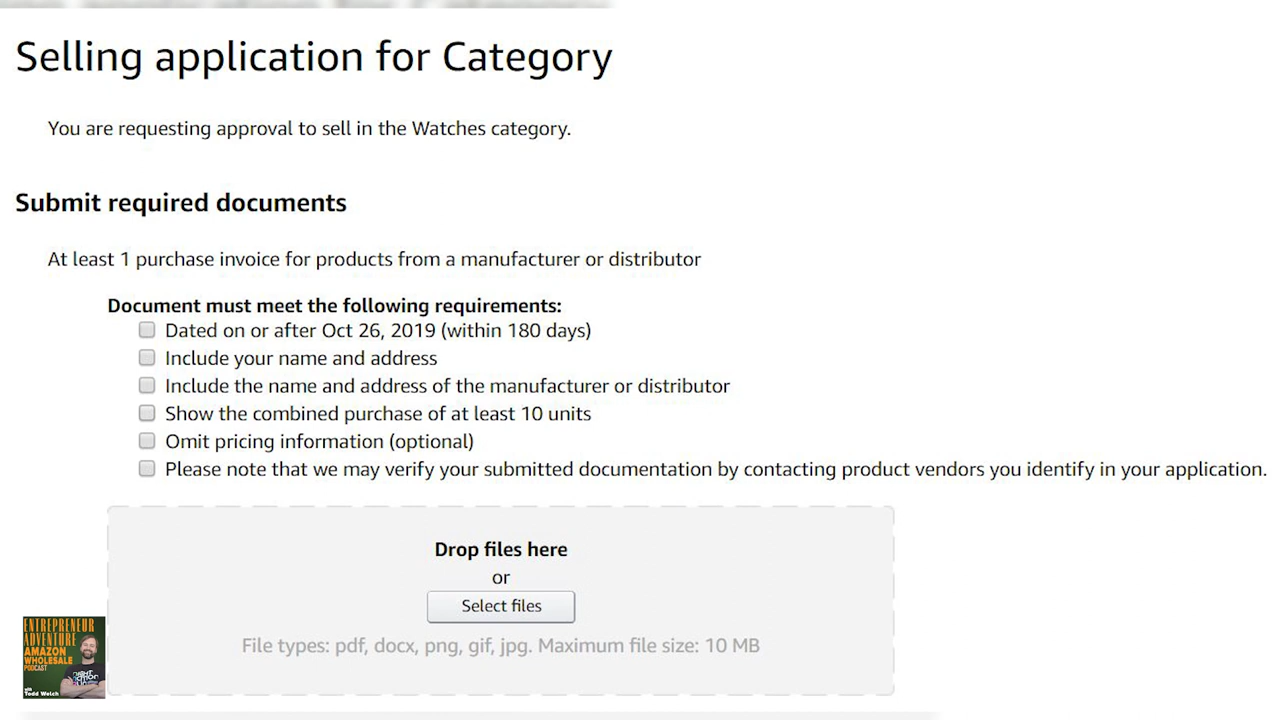 Selling application for Category
You are requesting approval to sell in the Watches category.
Submit required documents
At least 1 purchase invoice for products from a manufacturer or distributor
Document must meet the following requirements:
Dated on or after Oct 26, 2019 (within 180 days)
Include your name and address
Include the name and address of the manufacturer or distributor
Show the combined purchase of at least 10 units
Omit pricing information (optional)
Please note that we may verify your submitted documentation by contacting product vendors you identify in your application.
Drop files here
or
Select files
File types: pdf, docx, png, gif, jpg. Maximum file size: 10 MB
ENTREPRENEUR
ADVENTURE
AMAZON
WHOLESALE
PODCAST
with
Todd Welch